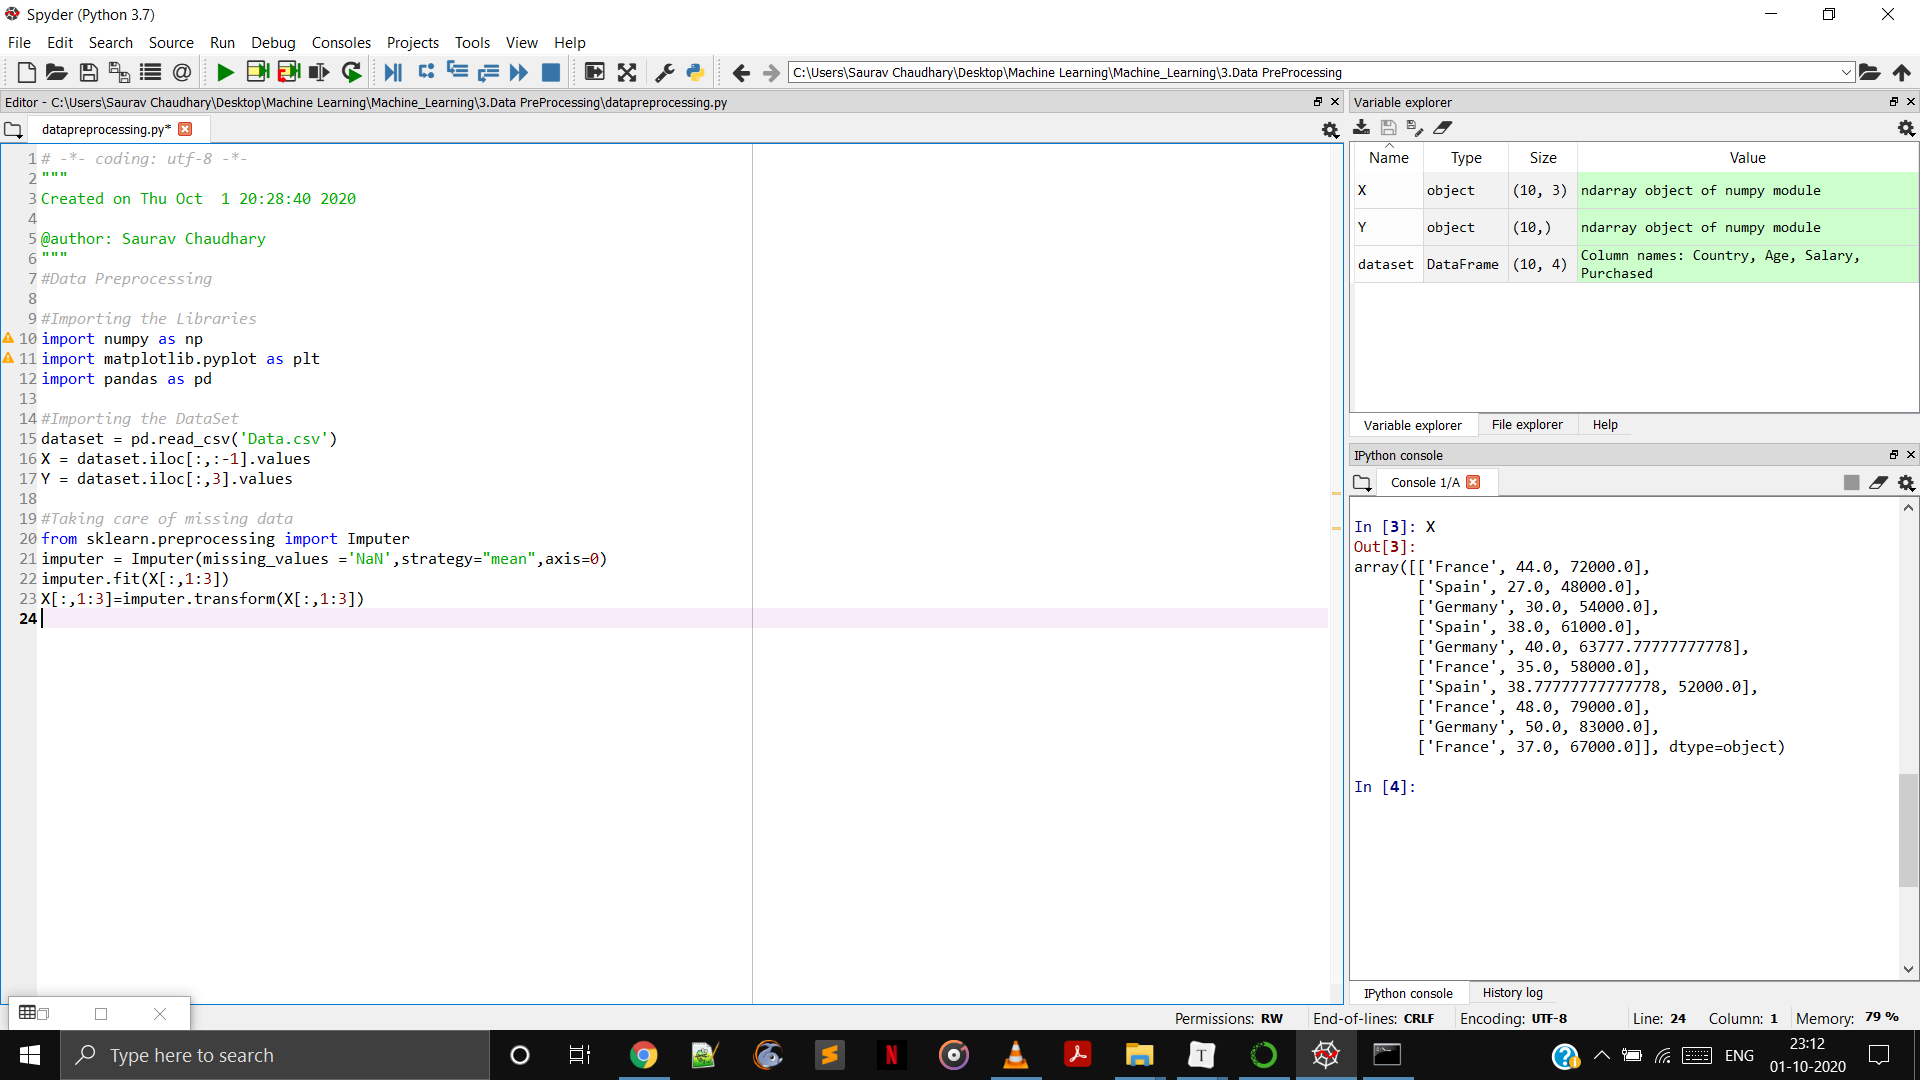 Spyder (Python 3.7)
File Edit Search Source Run Debug Consoles Projects Tools View Help
C:\Users\Saurav Chaudhary\Desktop\Machine Learning\Machine_Learning\3.Data PreProcessing
Editor - C:\Users\Saurav Chaudhary\Desktop\Machine Learning\Machine_Learning\3.Data PreProcessing\datapreprocessing.py
datapreprocessing.py*
1 # -*- coding: utf-8 -*-
2 """
3 Created on Thu Oct  1 20:28:40 2020
4
5 @author: Saurav Chaudhary
6 """
7 #Data Preprocessing
8
9 #Importing the Libraries
10 import numpy as np
11 import matplotlib.pyplot as plt
12 import pandas as pd
13
14 #Importing the DataSet
15 dataset = pd.read_csv('Data.csv')
16 X = dataset.iloc[:,:-1].values
17 Y = dataset.iloc[:,3].values
18
19 #Taking care of missing data
20 from sklearn.preprocessing import Imputer
21 imputer = Imputer(missing_values ='NaN',strategy="mean",axis=0)
22 imputer.fit(X[:,1:3])
23 X[:,1:3]=imputer.transform(X[:,1:3])
24
Variable explorer
Name Type Size Value
X object (10, 3) ndarray object of numpy module
Y object (10,) ndarray object of numpy module
dataset DataFrame (10, 4) Column names: Country, Age, Salary,
Purchased
Variable explorer File explorer Help
IPython console
Console 1/A
In [3]: X
Out[3]:
array([['France', 44.0, 72000.0],
['Spain', 27.0, 48000.0],
['Germany', 30.0, 54000.0],
['Spain', 38.0, 61000.0],
['Germany', 40.0, 63777.77777777778],
['France', 35.0, 58000.0],
['Spain', 38.77777777777778, 52000.0],
['France', 48.0, 79000.0],
['Germany', 50.0, 83000.0],
['France', 37.0, 67000.0]], dtype=object)
In [4]:
IPython console History log
Permissions: RW End-of-lines: CRLF Encoding: UTF-8 Line: 24 Column: 1 Memory: 79 %
Type here to search
ENG
23:12
01-10-2020